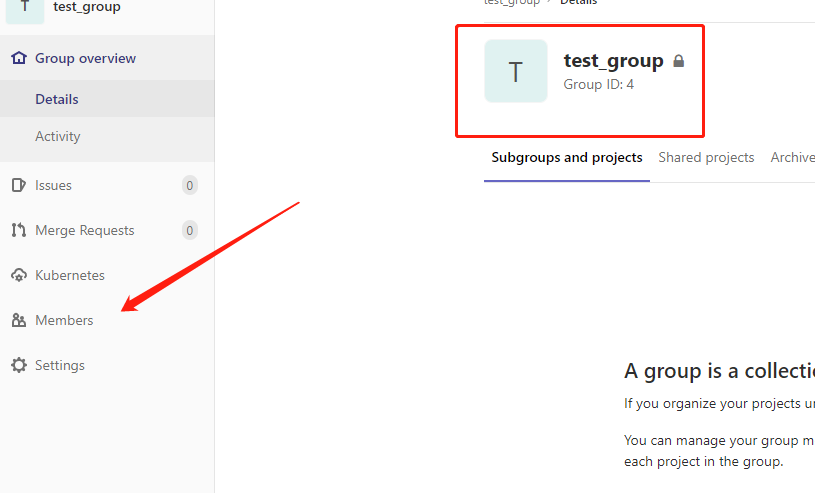 T test_group
test_group › Details
Group overview
Details
Activity
Issues 0
Merge Requests 0
Kubernetes
Members
Settings
T
test_group
Group ID: 4
Subgroups and projects Shared projects Archive
A group is a collecti
If you organize your projects u
You can manage your group m
each project in the group.